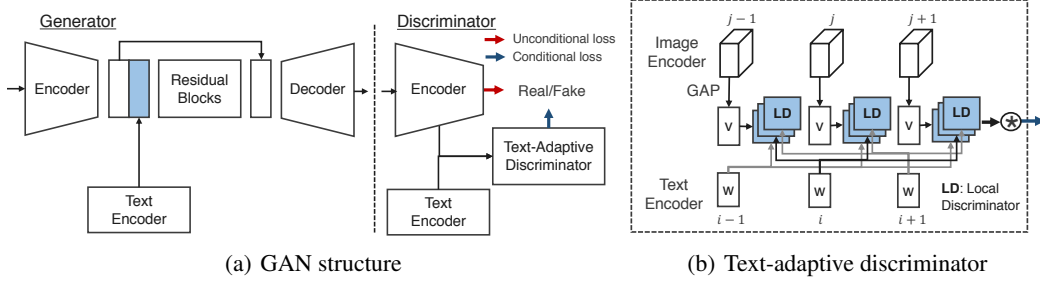 Generator
Encoder
Residual
Blocks
Decoder
Text
Encoder
Discriminator
Unconditional loss
Conditional loss
Encoder
Real/Fake
Text-Adaptive
Discriminator
Text
Encoder
(a) GAN structure
j − 1
j
j + 1
Image
Encoder
GAP
V
LD
V
LD
V
LD
*
Text
Encoder
W
W
W
LD: Local
Discriminator
i − 1
i
i + 1
(b) Text-adaptive discriminator